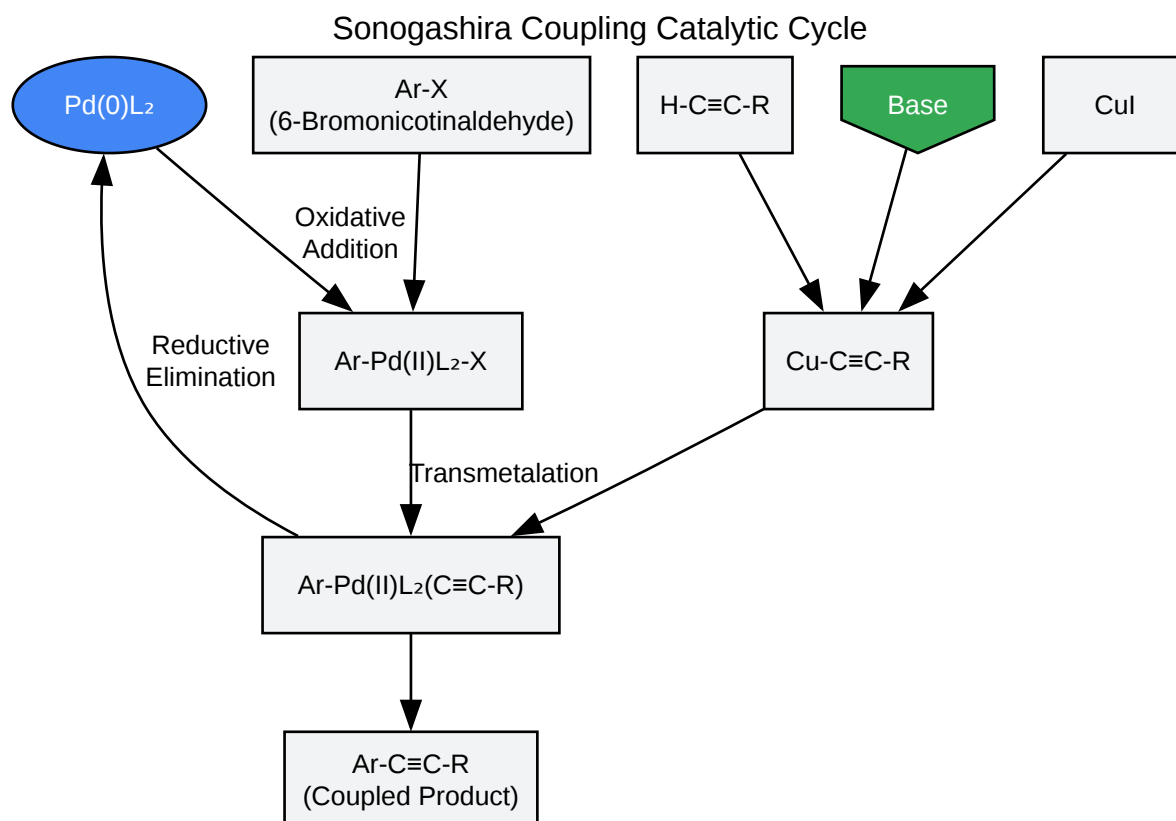 Sonogashira Coupling Catalytic Cycle
Pd(0)L₂
Ar-X
(6-Bromonicotinaldehyde)
H-C≡C-R
Base
CuI
Oxidative
Addition
Reductive
Elimination
Ar-Pd(II)L₂-X
Cu-C≡C-R
Transmetalation
Ar-Pd(II)L₂(C≡C-R)
Ar-C≡C-R
(Coupled Product)